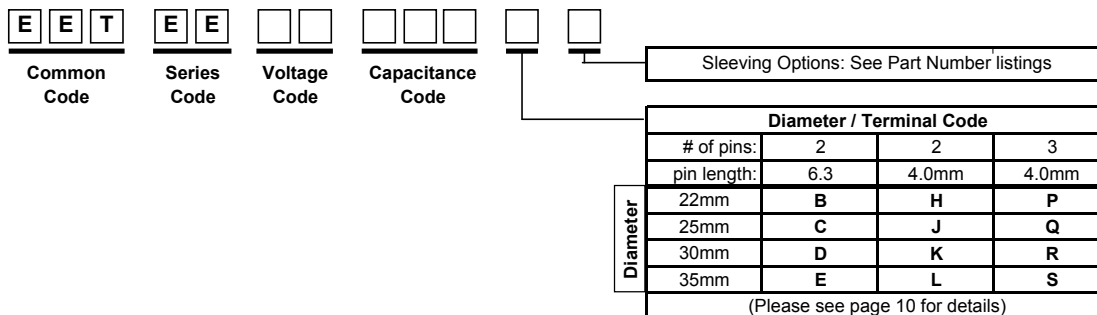 E E T E E
Common Code
Series Code
Voltage Code
Capacitance Code
Sleeving Options: See Part Number listings
Diameter / Terminal Code
# of pins: 2 2 3
pin length: 6.3 4.0mm 4.0mm
Diameter
22mm B H P
25mm C J Q
30mm D K R
35mm E L S
(Please see page 10 for details)